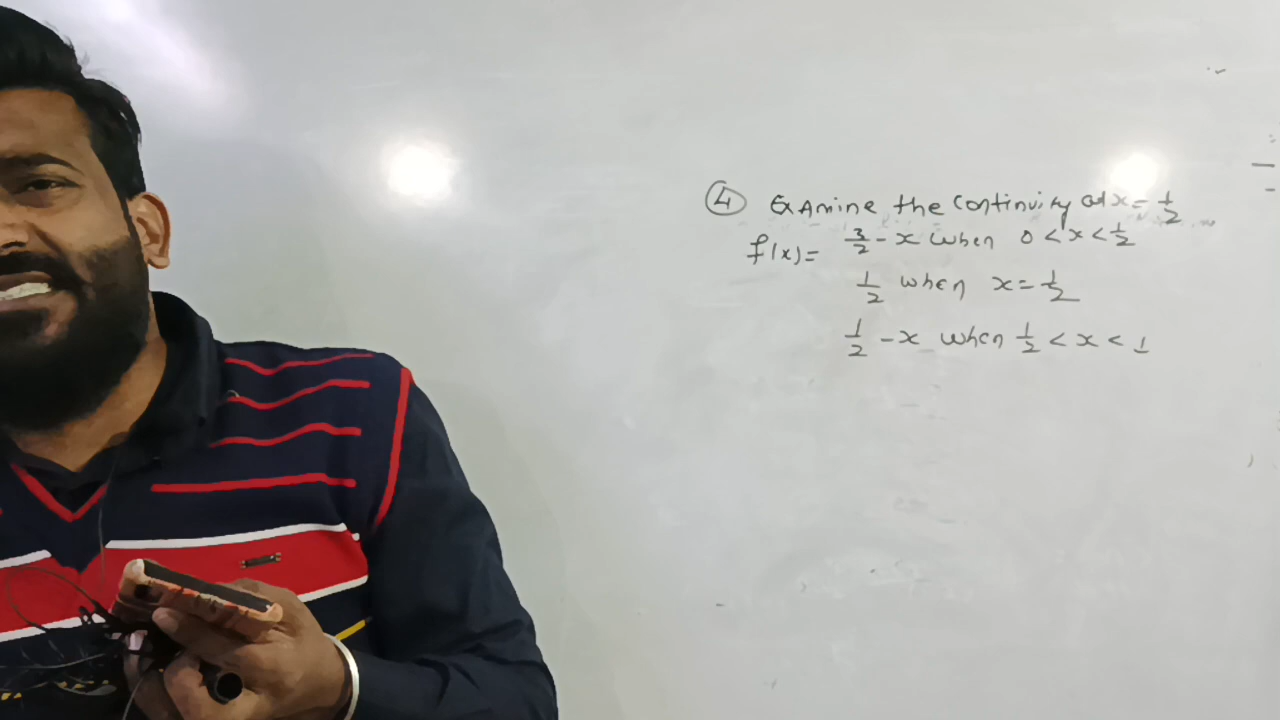 ④ Examine the continuity at x = 1/2
f(x) = 3/2 - x when 0 < x < 1/2
1/2 when x = 1/2
1/2 - x when 1/2 < x < 1